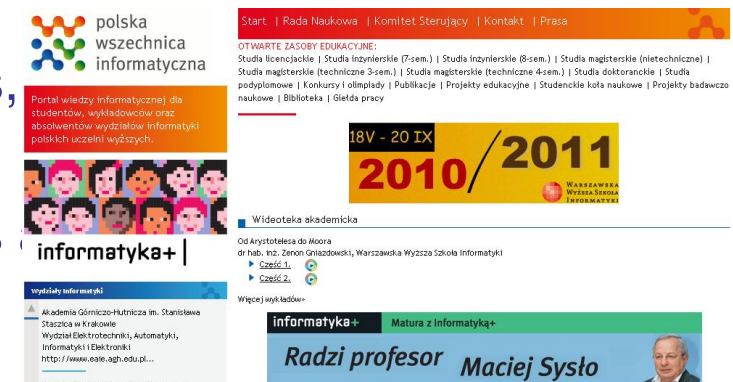 polska
wszechnica
informatyczna
Portal wiedzy informatycznej dla
studentów, wykładowców oraz
absolwentów wydziałów informatyki
polskich uczelni wyższych.
informatyka+
Wydziały Informatyki
Akademia Górniczo-Hutnicza im. Stanisława
Staszica w Krakowie
Wydział Elektrotechniki, Automatyki,
Informatyki i Elektroniki
http://www.eaie.agh.edu.pl...
Start | Rada Naukowa | Komitet Sterujący | Kontakt | Prasa
OTWARTE ZASOBY EDUKACYJNE:
Studia licencjackie | Studia inżynierskie (7-sem.) | Studia inżynierskie (8-sem.) | Studia magisterskie (nietechniczne) |
Studia magisterskie (techniczne 3-sem.) | Studia magisterskie (techniczne 4-sem.) | Studia doktoranckie | Studia
podyplomowe | Konkursy i olimpiady | Publikacje | Projekty edukacyjne | Studenckie koła naukowe | Projekty badawczo
naukowe | Biblioteka | Giełda pracy
18V - 20 IX
2010/2011
Warszawska
Wyższa Szkoła
Informatyki
Wideoteka akademicka
Od Arystotelesa do Moora
dr hab. inż. Zenon Gniazdowski, Warszawska Wyższa Szkoła Informatyki
Cześć 1.
Cześć 2.
Więcej wykładów»
informatyka+ Matura z Informatyką+
Radzi profesor Maciej Sysło